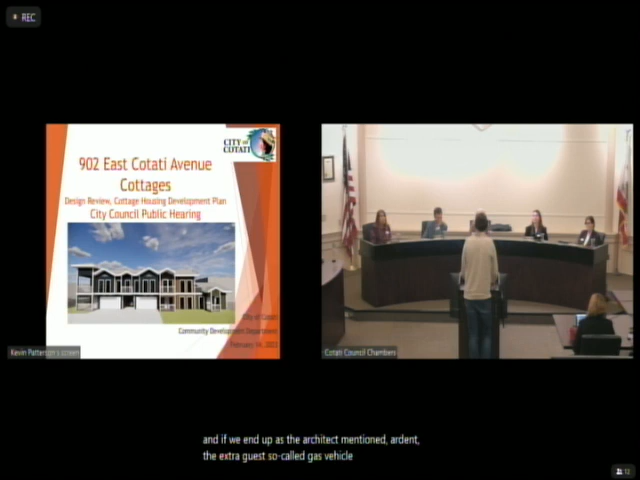 REC
CITY OF
COTATI
902 East Cotati Avenue
Cottages
Design Review, Cottage Housing Development Plan
City Council Public Hearing
City of Cotati
Community Development Department
Kevin Patterson's screen
Cotati Council Chambers
and if we end up as the architect mentioned, ardent,
the extra guest so-called gas vehicle